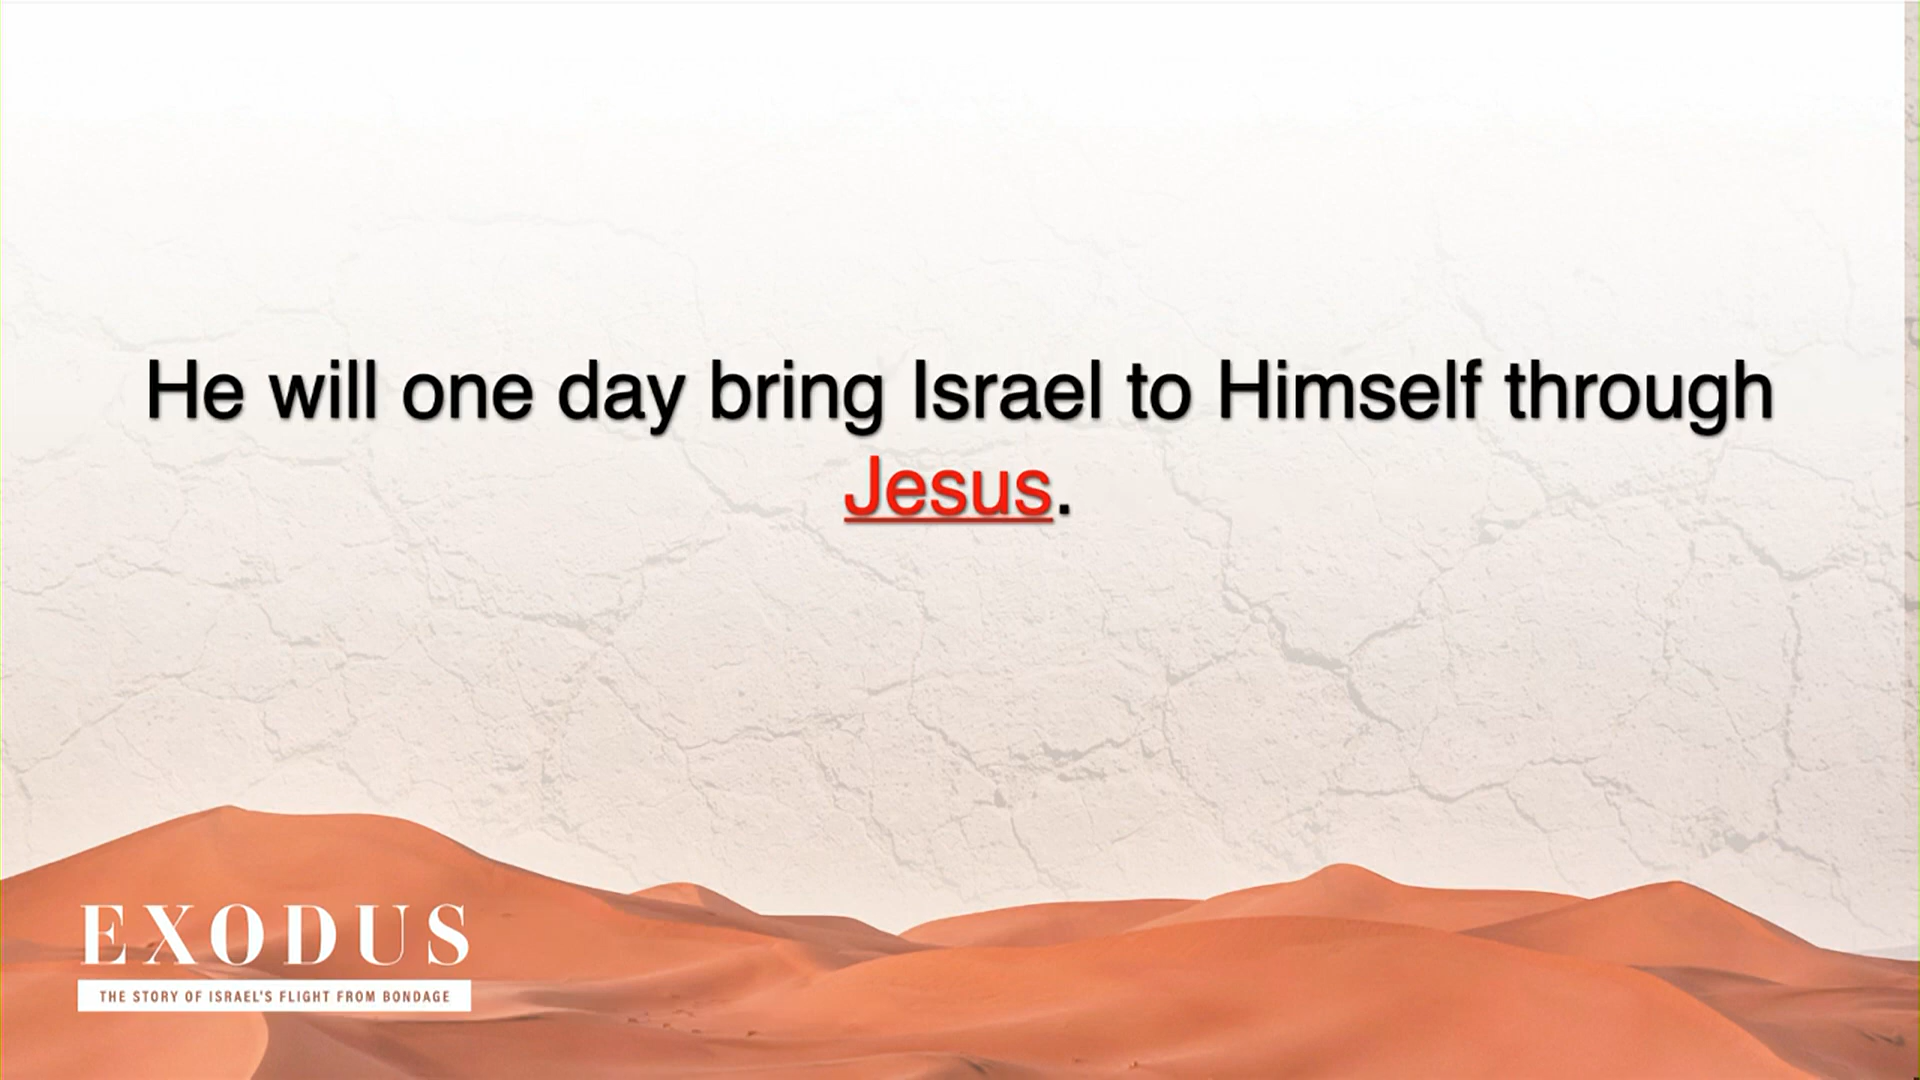 He will one day bring Israel to Himself through
Jesus.
EXODUS
THE STORY OF ISRAEL'S FLIGHT FROM BONDAGE